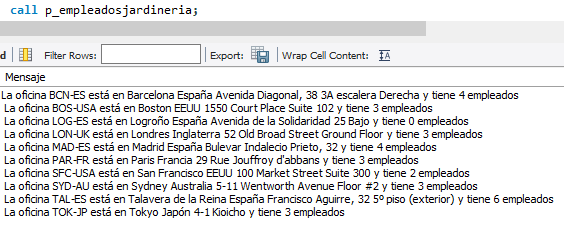 call p_empleadosjardineria;
d Filter Rows: Export: Wrap Cell Content: IA
Mensaje
La oficina BCN-ES está en Barcelona España Avenida Diagonal, 38 3A escalera Derecha y tiene 4 empleados
La oficina BOS-USA está en Boston EEUU 1550 Court Place Suite 102 y tiene 3 empleados
La oficina LOG-ES está en Logroño España Avenida de la Solidaridad 25 Bajo y tiene 0 empleados
La oficina LON-UK está en Londres Inglaterra 52 Old Broad Street Ground Floor y tiene 3 empleados
La oficina MAD-ES está en Madrid España Bulevar Indalecio Prieto, 32 y tiene 4 empleados
La oficina PAR-FR está en Paris Francia 29 Rue Jouffroy d'abbans y tiene 3 empleados
La oficina SFC-USA está en San Francisco EEUU 100 Market Street Suite 300 y tiene 2 empleados
La oficina SYD-AU está en Sydney Australia 5-11 Wentworth Avenue Floor #2 y tiene 3 empleados
La oficina TAL-ES está en Talavera de la Reina España Francisco Aguirre, 32 5º piso (exterior) y tiene 6 empleados
La oficina TOK-JP está en Tokyo Japón 4-1 Kioicho y tiene 3 empleados